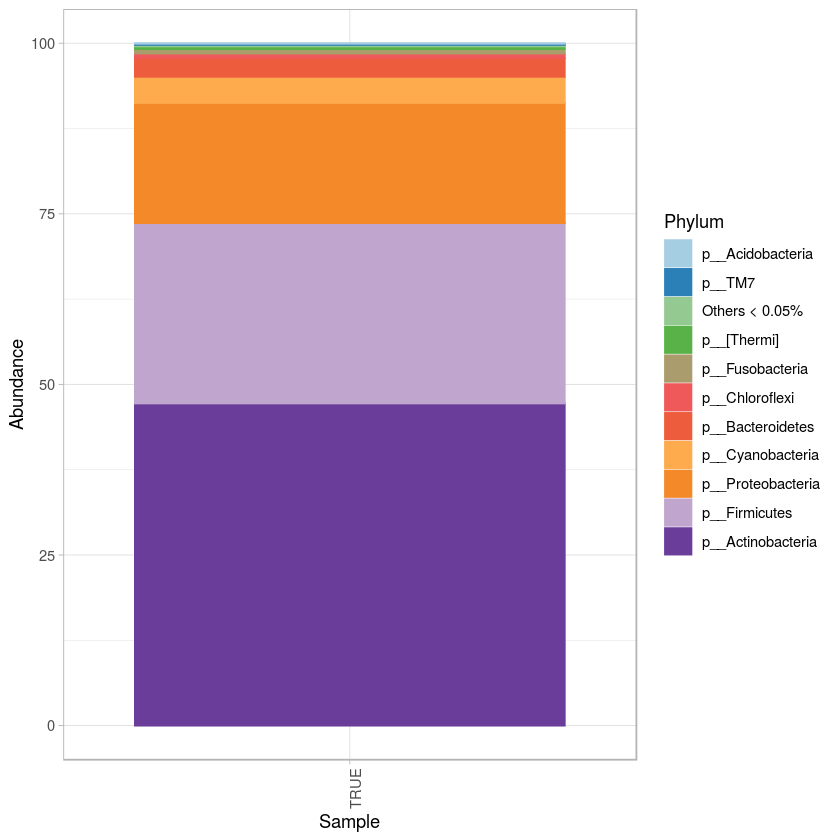 100
75
50
25
0
Abundance
TRUE
Sample
Phylum
p__Acidobacteria
p__TM7
Others < 0.05%
p__[Thermi]
p__Fusobacteria
p__Chloroflexi
p__Bacteroidetes
p__Cyanobacteria
p__Proteobacteria
p__Firmicutes
p__Actinobacteria